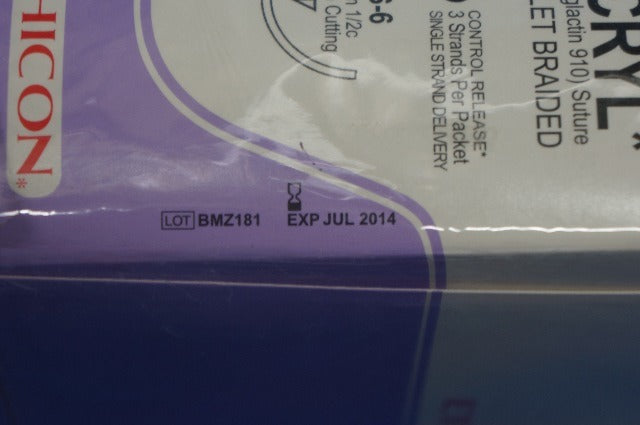 HICON*
-6
1/2c
Cutting
CONTROL RELEASE*
3 Strands Per Packet
SINGLE STRAND DELIVERY
CRYL*
glactin 910) Suture
LET BRAIDED
LOT BMZ181
EXP JUL 2014